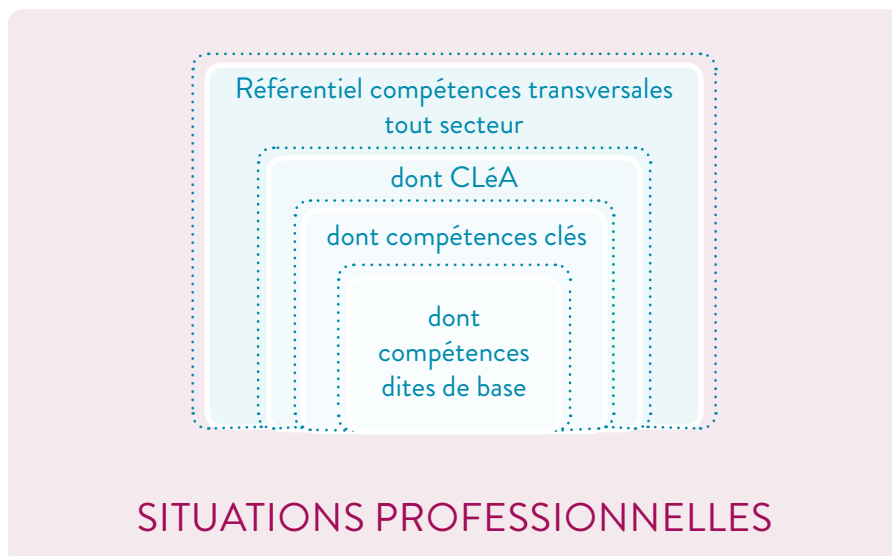 Référentiel compétences transversales
tout secteur
dont CLéA
dont compétences clés
dont
compétences
dites de base
SITUATIONS PROFESSIONNELLES